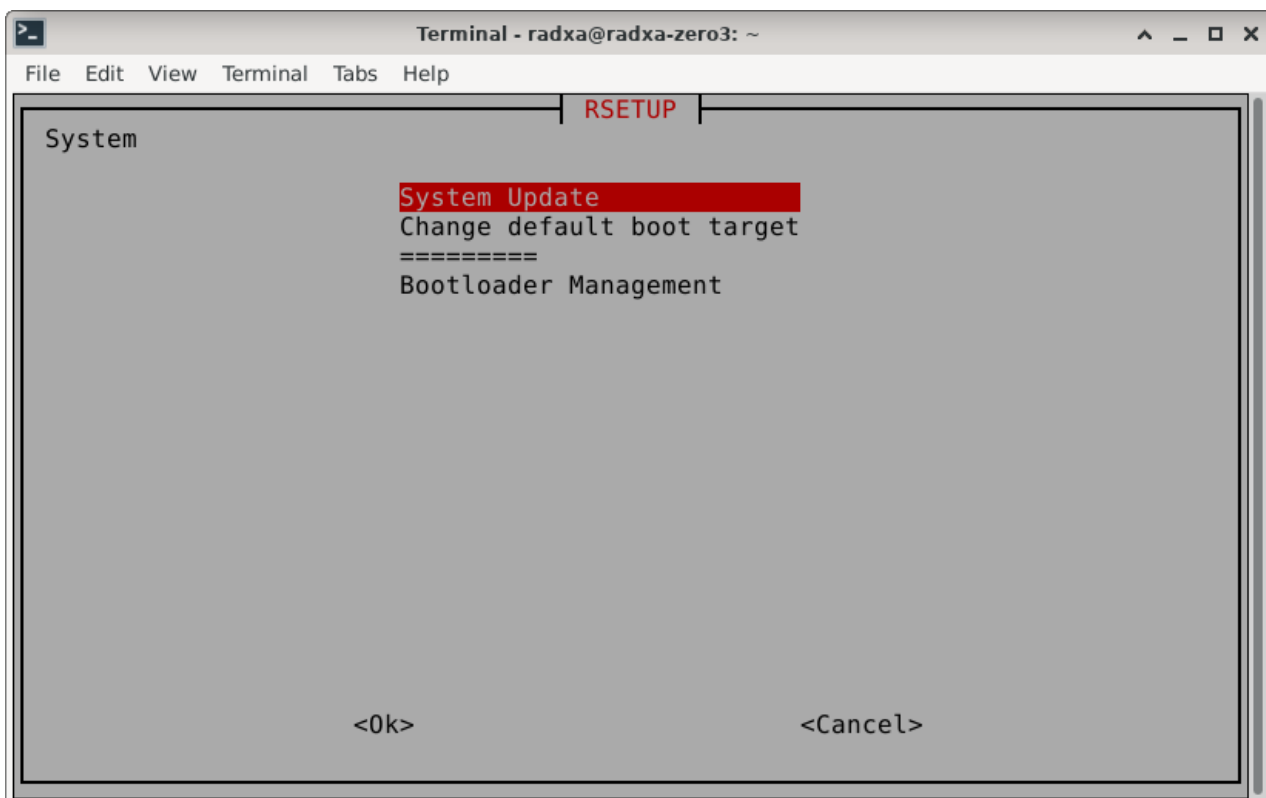 Terminal - radxa@radxa-zero3: ~
File Edit View Terminal Tabs Help
RSETUP
System
System Update
Change default boot target
=========
Bootloader Management
<Ok> <Cancel>